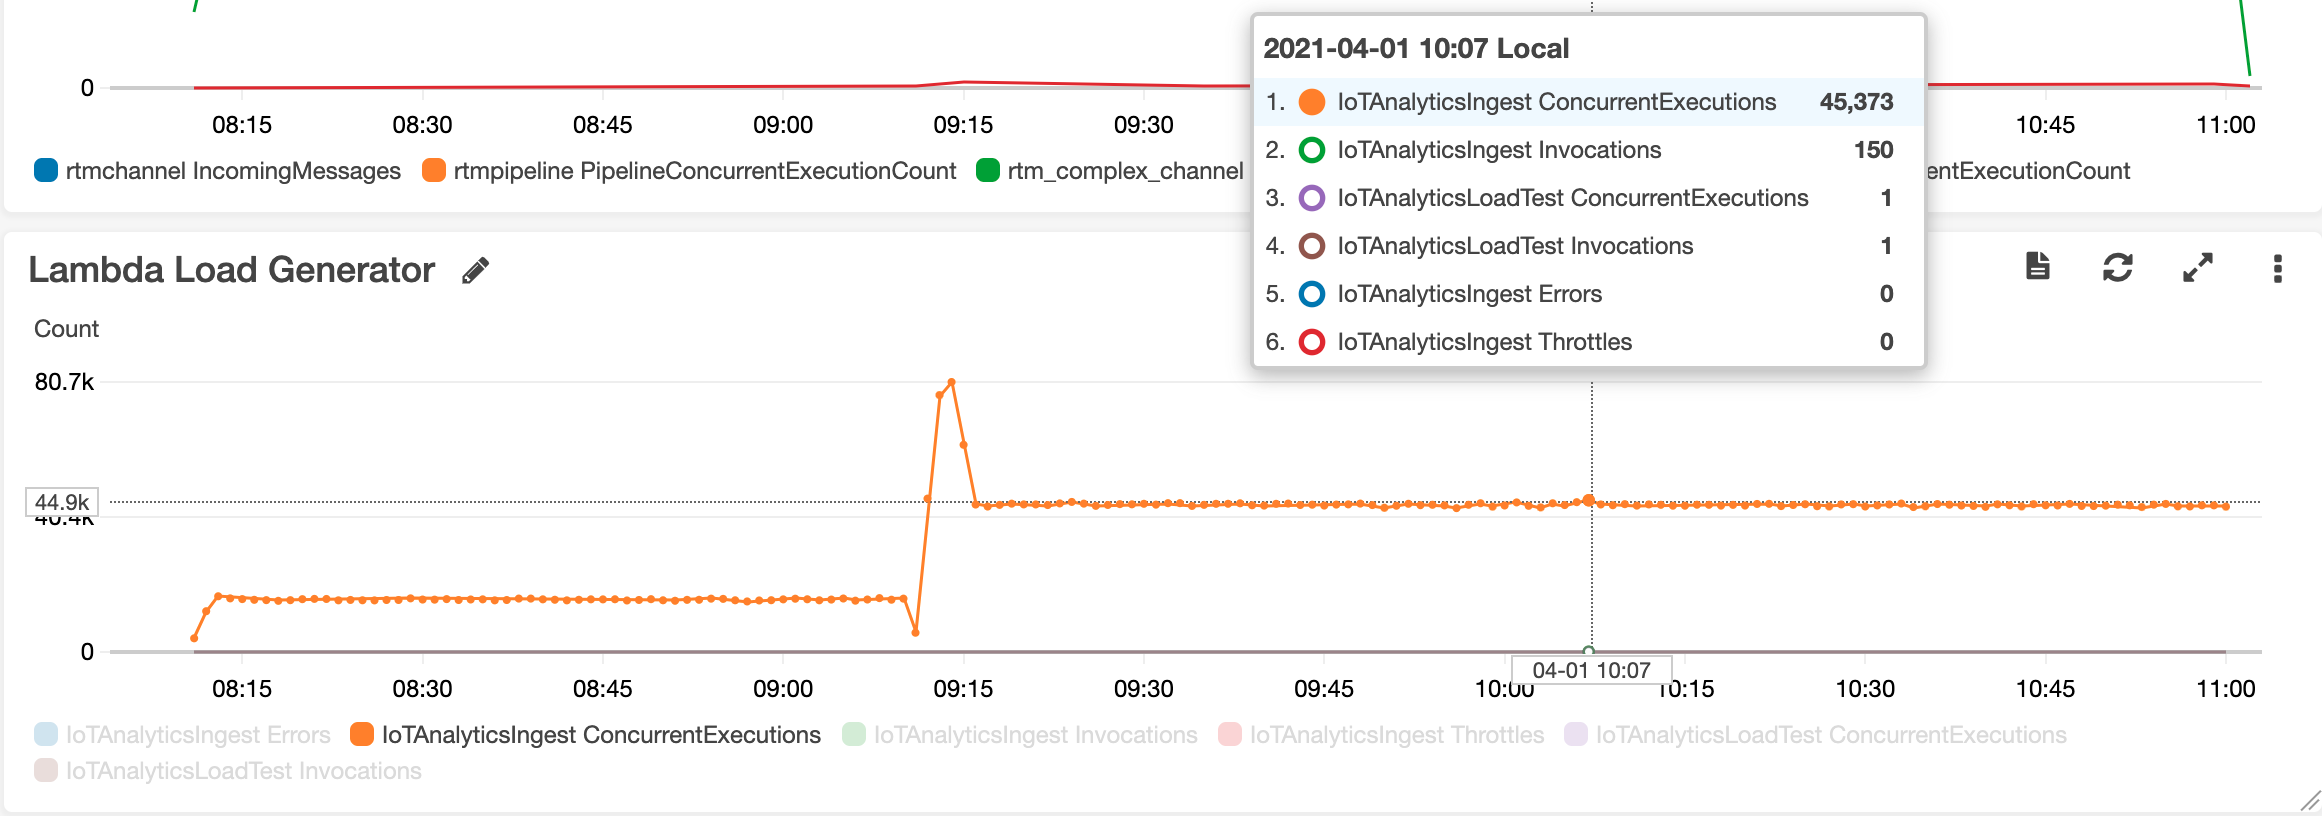 2021-04-01 10:07 Local
1. IoTAnalyticsIngest ConcurrentExecutions 45,373
2. IoTAnalyticsIngest Invocations 150
3. IoTAnalyticsLoadTest ConcurrentExecutions 1
4. IoTAnalyticsLoadTest Invocations 1
5. IoTAnalyticsIngest Errors 0
6. IoTAnalyticsIngest Throttles 0
0
08:15 08:30 08:45 09:00 09:15 09:30 10:45 11:00
rtmchannel IncomingMessages rtmpipeline PipelineConcurrentExecutionCount rtm_complex_channel entExecutionCount
Lambda Load Generator
Count
80.7k
44.9k
40.4k
0
04-01 10:07
08:15 08:30 08:45 09:00 09:15 09:30 09:45 10:00 10:15 10:30 10:45 11:00
IoTAnalyticsIngest Errors IoTAnalyticsIngest ConcurrentExecutions IoTAnalyticsIngest Invocations IoTAnalyticsIngest Throttles IoTAnalyticsLoadTest ConcurrentExecutions
IoTAnalyticsLoadTest Invocations